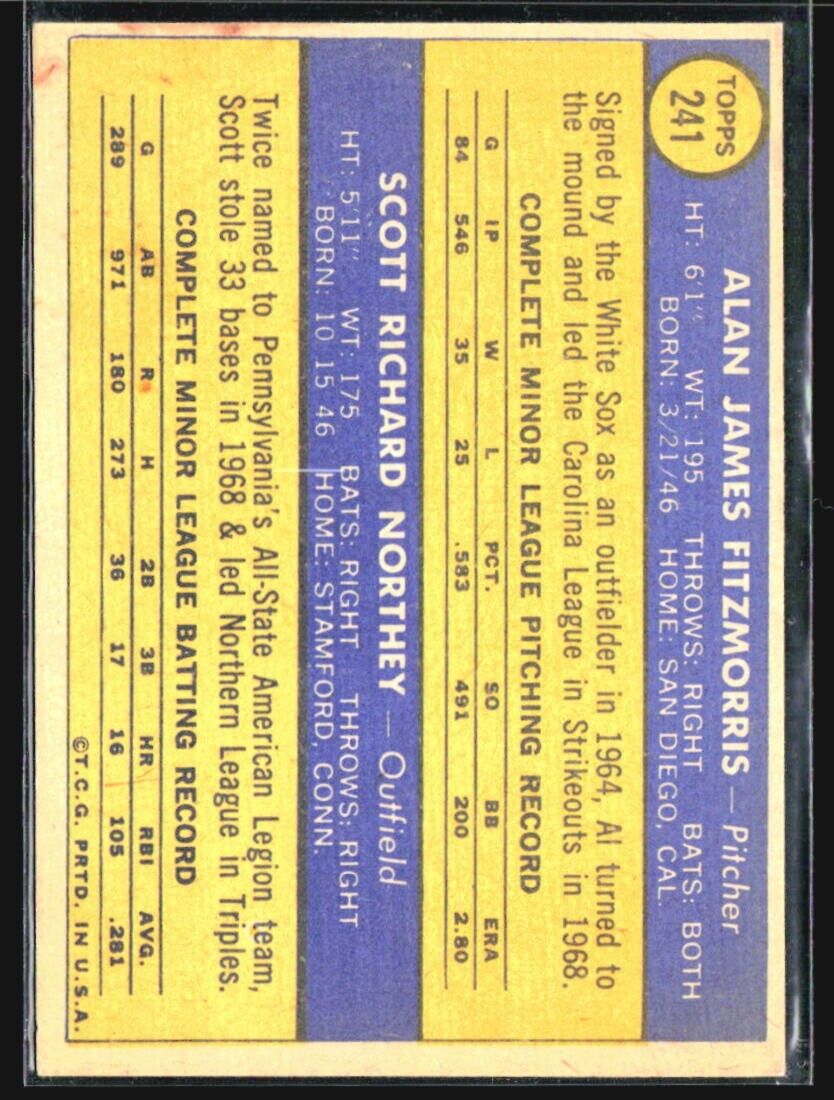 TOPPS
241
ALAN JAMES FITZMORRIS — Pitcher
HT: 6'1" WT: 195 THROWS: RIGHT BATS: BOTH
BORN: 3/21/46 HOME: SAN DIEGO, CAL.
Signed by the White Sox as an outfielder in 1964, Al turned to
the mound and led the Carolina League in Strikeouts in 1968.
COMPLETE MINOR LEAGUE PITCHING RECORD
G IP W L PCT. SO BB ERA
84 546 35 25 .583 491 200 2.80
SCOTT RICHARD NORTHEY — Outfield
HT: 5'11" WT: 175 BATS: RIGHT THROWS: RIGHT
BORN: 10 15 46 HOME: STAMFORD, CONN.
Twice named to Pennsylvania's All-State American Legion team,
Scott stole 33 bases in 1968 & led Northern League in Triples.
COMPLETE MINOR LEAGUE BATTING RECORD
G AB R H 2B 3B HR RBI AVG.
289 971 180 273 36 17 16 105 .281
©T.C.G. PRTD. IN U.S.A.